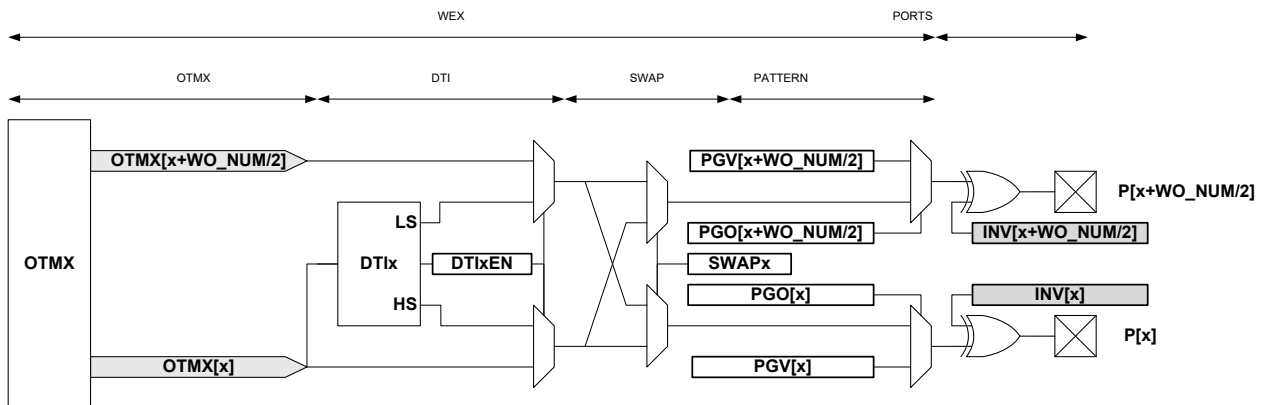 WEX PORTS
OTMX DTI SWAP PATTERN
OTMX[x+WO_NUM/2] PGV[x+WO_NUM/2]
P[x+WO_NUM/2]
LS
PGO[x+WO_NUM/2] INV[x+WO_NUM/2]
OTMX DTIx DTIxEN SWAPx
HS PGO[x] INV[x]
P[x]
OTMX[x] PGV[x]